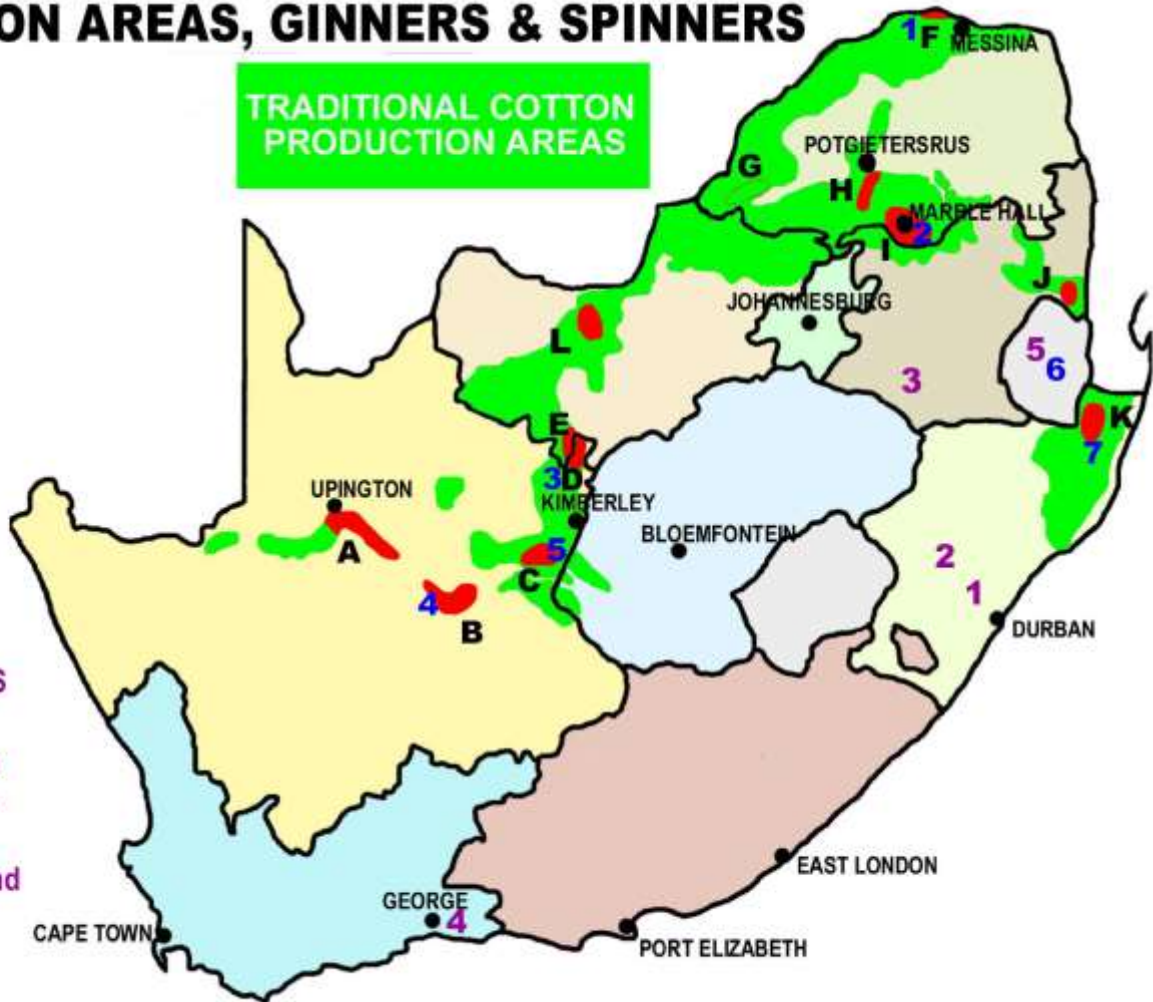 ON AREAS, GINNERS & SPINNERS
TRADITIONAL COTTON
PRODUCTION AREAS
1
F
MESSINA
POTGIETERSRUS
G
H
MARBLE HALL
2
I
J
JOHANNESBURG
L
5
6
3
K
E
7
3
D
UPINGTON
KIMBERLEY
BLOEMFONTEIN
5
A
C
2
4
B
1
DURBAN
S
EAST LONDON
nd
GEORGE
4
CAPE TOWN
PORT ELIZABETH